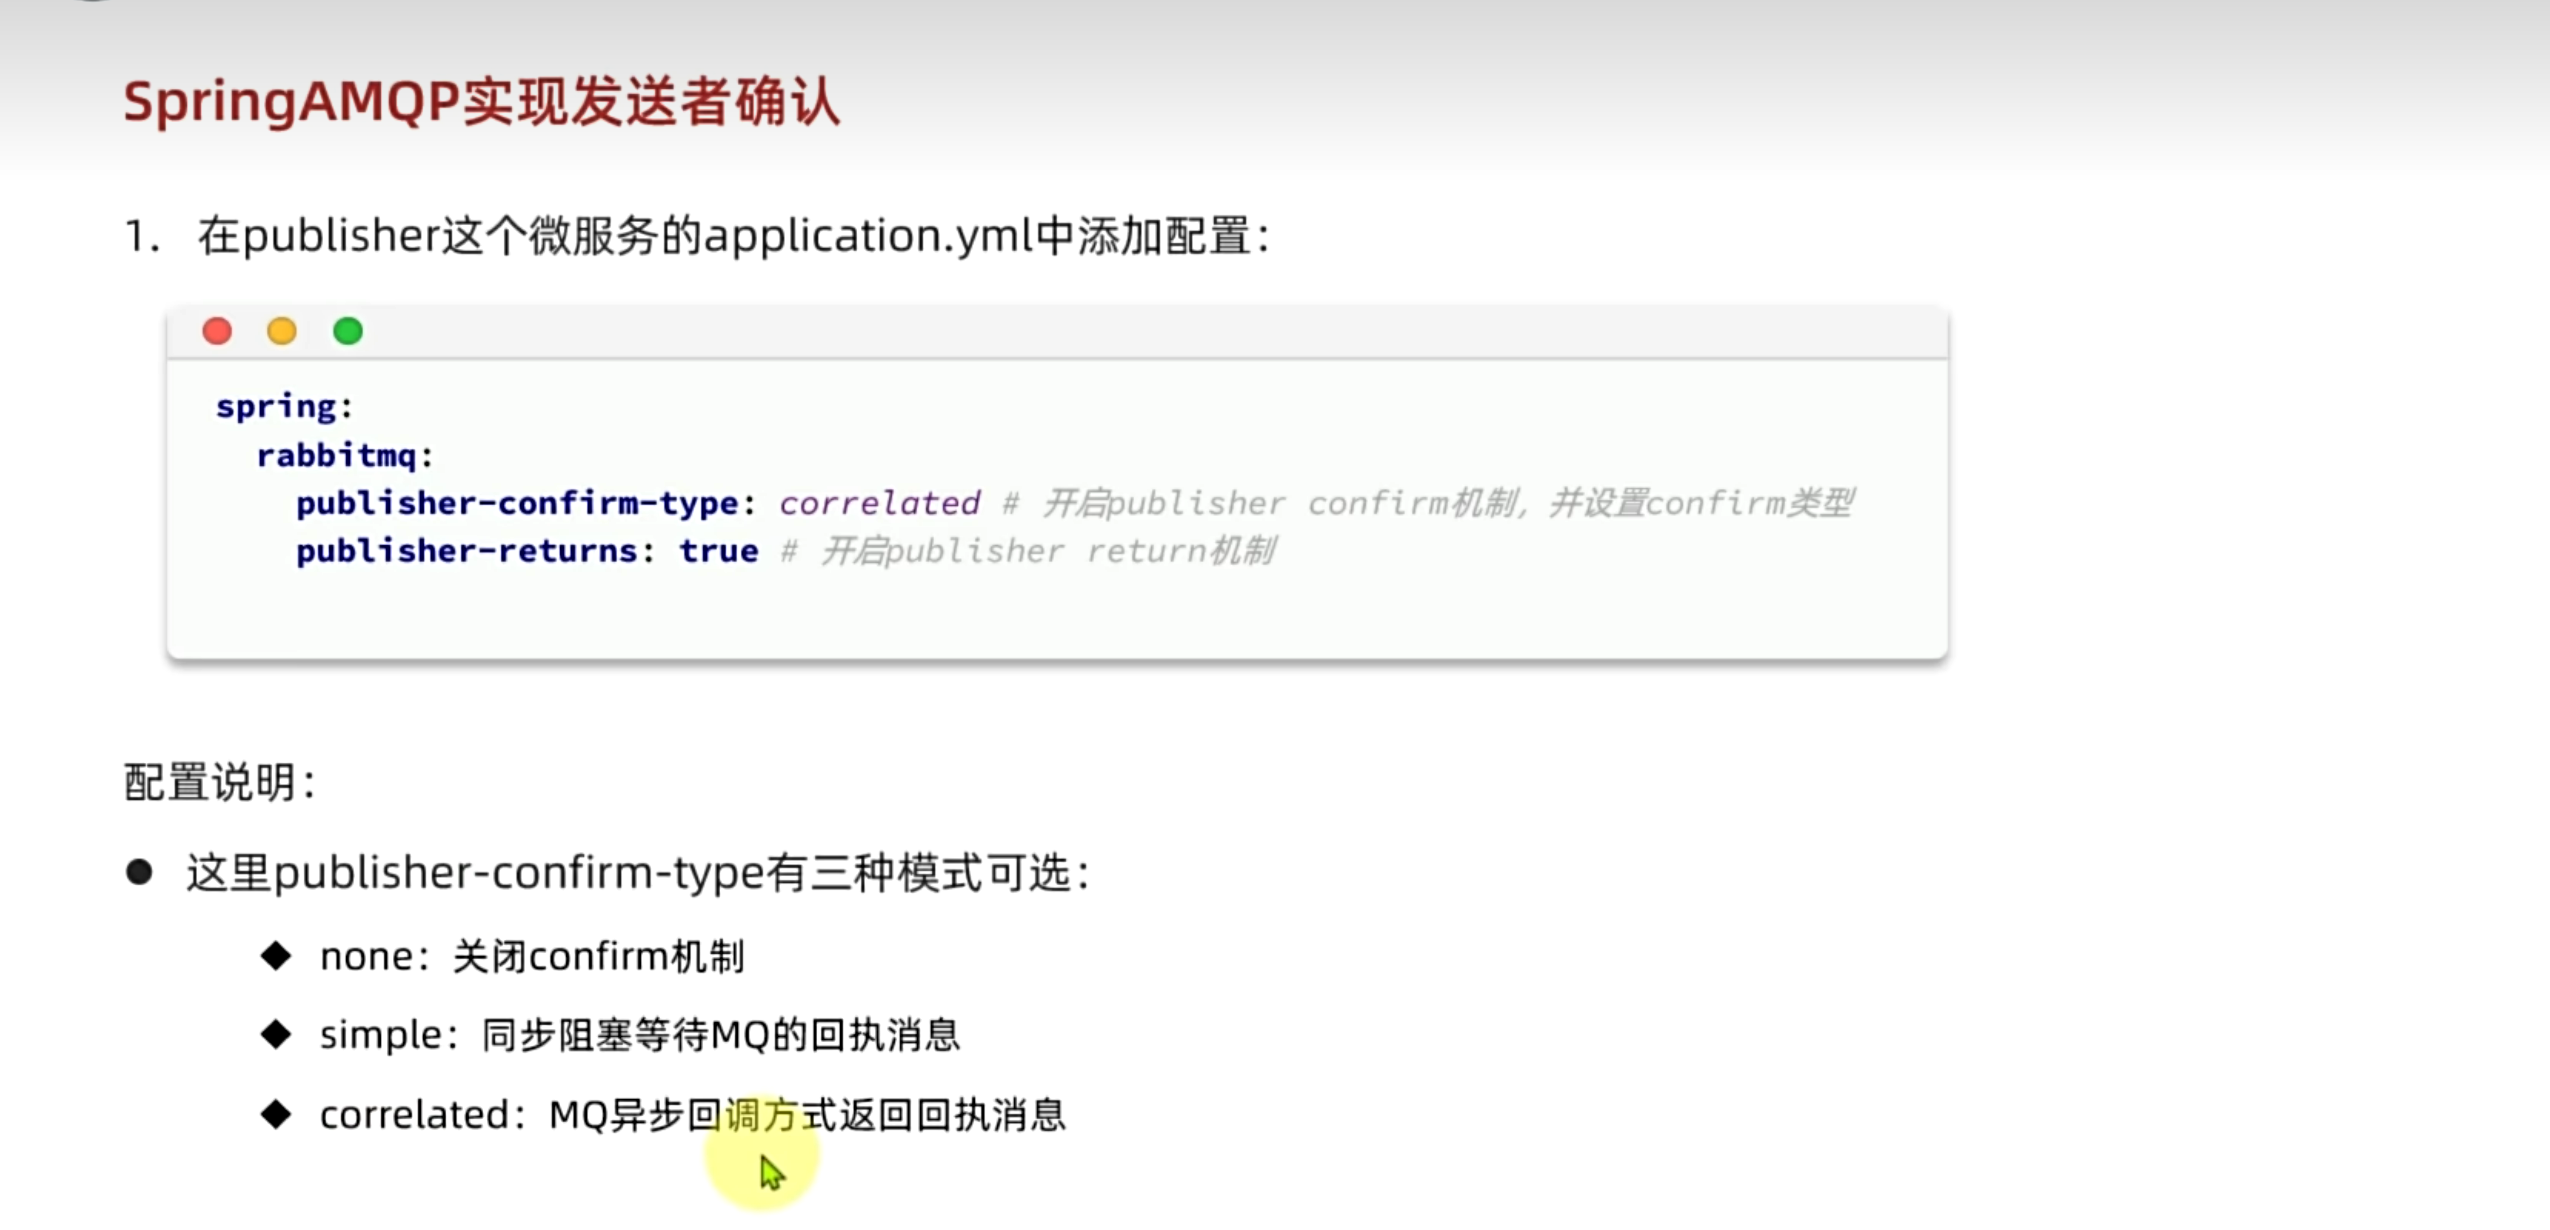 SpringAMQP实现发送者确认
1. 在publisher这个微服务的application.yml中添加配置：
spring:
rabbitmq:
publisher-confirm-type: correlated # 开启publisher confirm机制，并设置confirm类型
publisher-returns: true # 开启publisher return机制
配置说明：
● 这里publisher-confirm-type有三种模式可选：
◆ none：关闭confirm机制
◆ simple：同步阻塞等待MQ的回执消息
◆ correlated：MQ异步回调方式返回回执消息